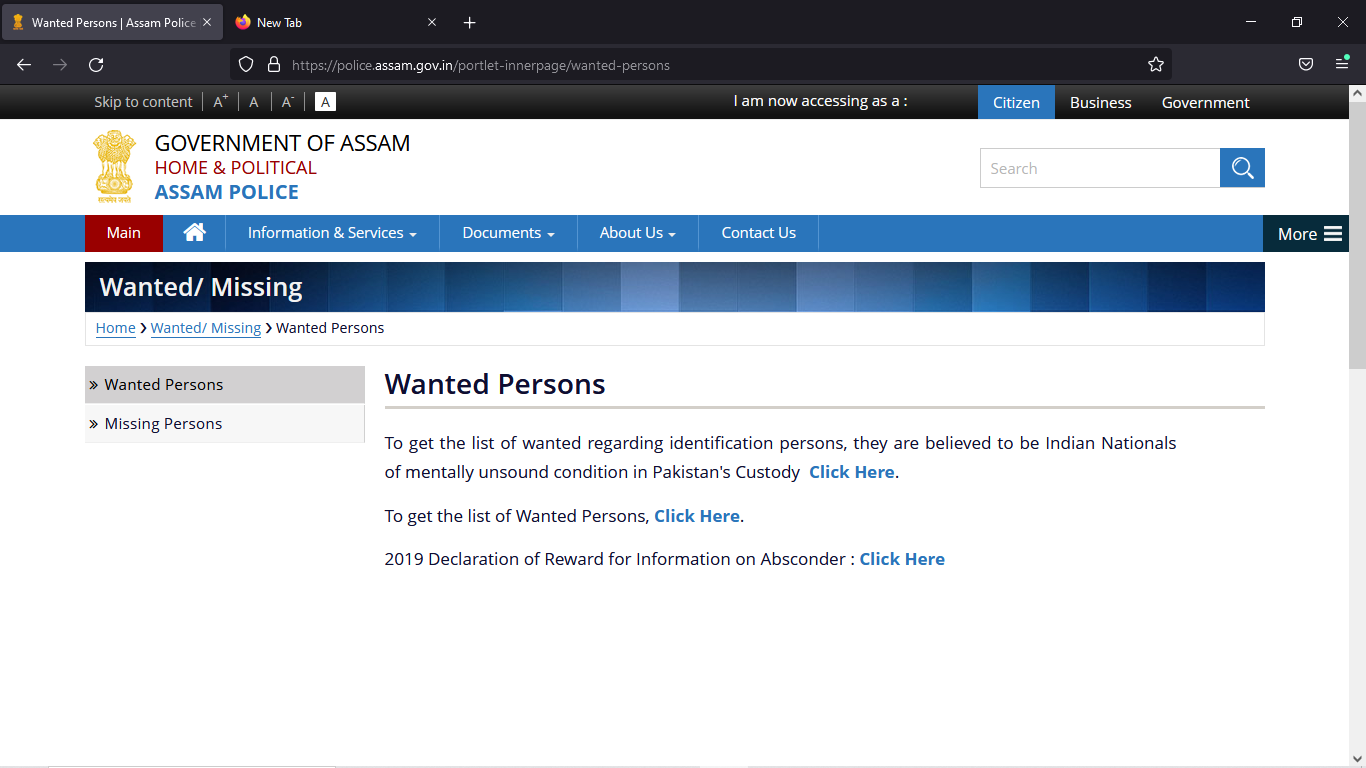 Wanted Persons | Assam Police
New Tab
https://police.assam.gov.in/portlet-innerpage/wanted-persons
Skip to content A+ A A- A
I am now accessing as a : Citizen Business Government
GOVERNMENT OF ASSAM
HOME & POLITICAL
ASSAM POLICE
सत्यमेव जयते
Search
Main Information & Services Documents About Us Contact Us More
Wanted/ Missing
Home › Wanted/ Missing › Wanted Persons
» Wanted Persons
» Missing Persons
Wanted Persons
To get the list of wanted regarding identification persons, they are believed to be Indian Nationals
of mentally unsound condition in Pakistan's Custody Click Here.
To get the list of Wanted Persons, Click Here.
2019 Declaration of Reward for Information on Absconder : Click Here